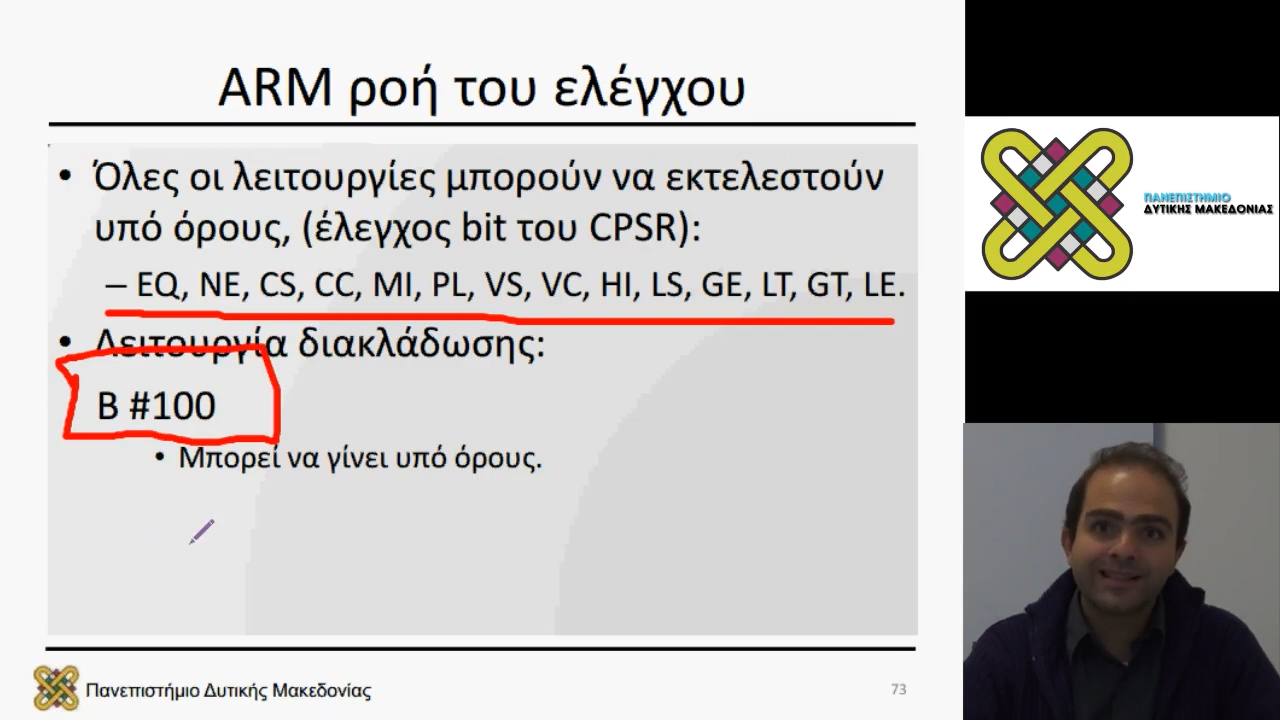 ARM ροή του ελέγχου
• Όλες οι λειτουργίες μπορούν να εκτελεστούν
υπό όρους, (έλεγχος bit του CPSR):
– EQ, NE, CS, CC, MI, PL, VS, VC, HI, LS, GE, LT, GT, LE.
• Λειτουργία διακλάδωσης:
B #100
• Μπορεί να γίνει υπό όρους.
Πανεπιστήμιο Δυτικής Μακεδονίας
73
ΠΑΝΕΠΙΣΤΗΜΙΟ
ΔΥΤΙΚΗΣ ΜΑΚΕΔΟΝΙΑΣ